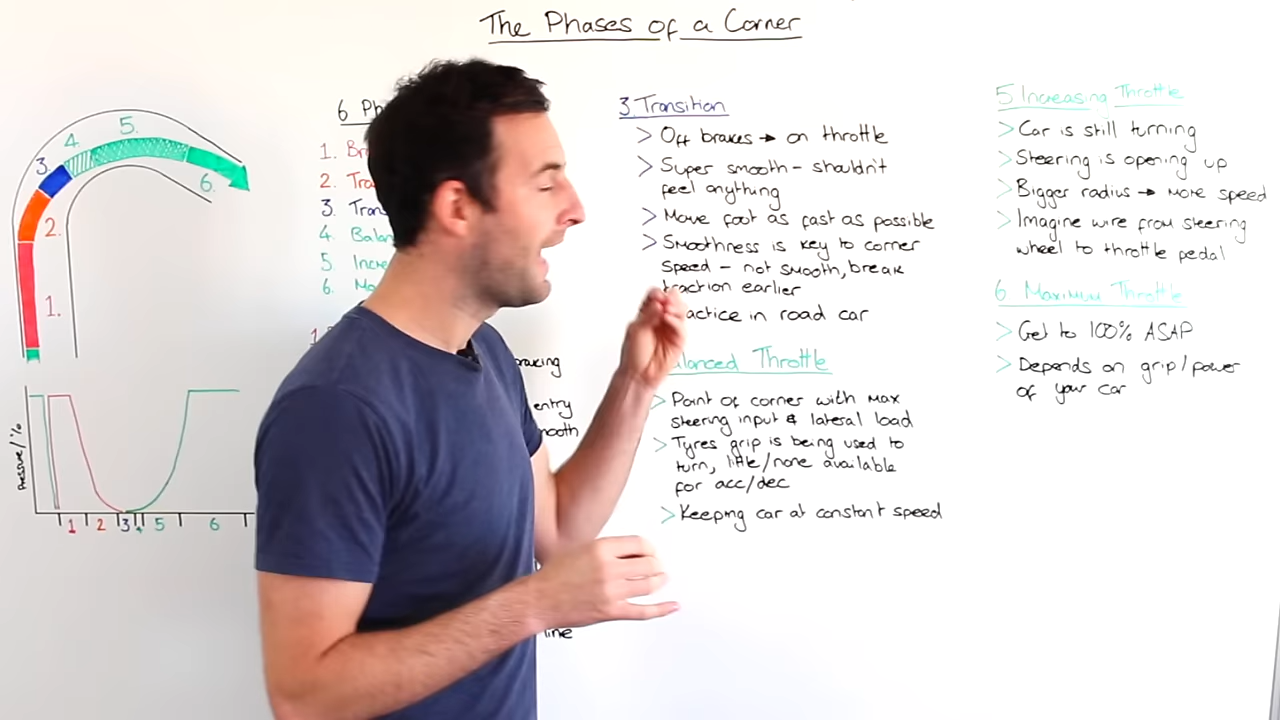 The Phases of a Corner
6 Ph
1. Br
2. Tra
3. Tran
4. Balan
5. Incre
6. Ma
1.
braking
entry
smooth
line
1.
2.
3.
4.
5.
6.
Pressure/%
1 2 3 4 5 6
3. Transition
> Off brakes → on throttle
> Super smooth - shouldn't
feel anything
> Move foot as fast as possible
> Smoothness is key to corner
speed - not smooth, break
traction earlier
actice in road car
alanced Throttle
> Point of corner with max
steering input & lateral load
> Tyres grip is being used to
turn, little/none available
for acc/dec
> Keeping car at constant speed
5 Increasing Throttle
> Car is still turning
> Steering is opening up
> Bigger radius → more speed
> Imagine wire from steering
wheel to throttle pedal
6 Maximum Throttle
> Get to 100% ASAP
> Depends on grip/power
of your car